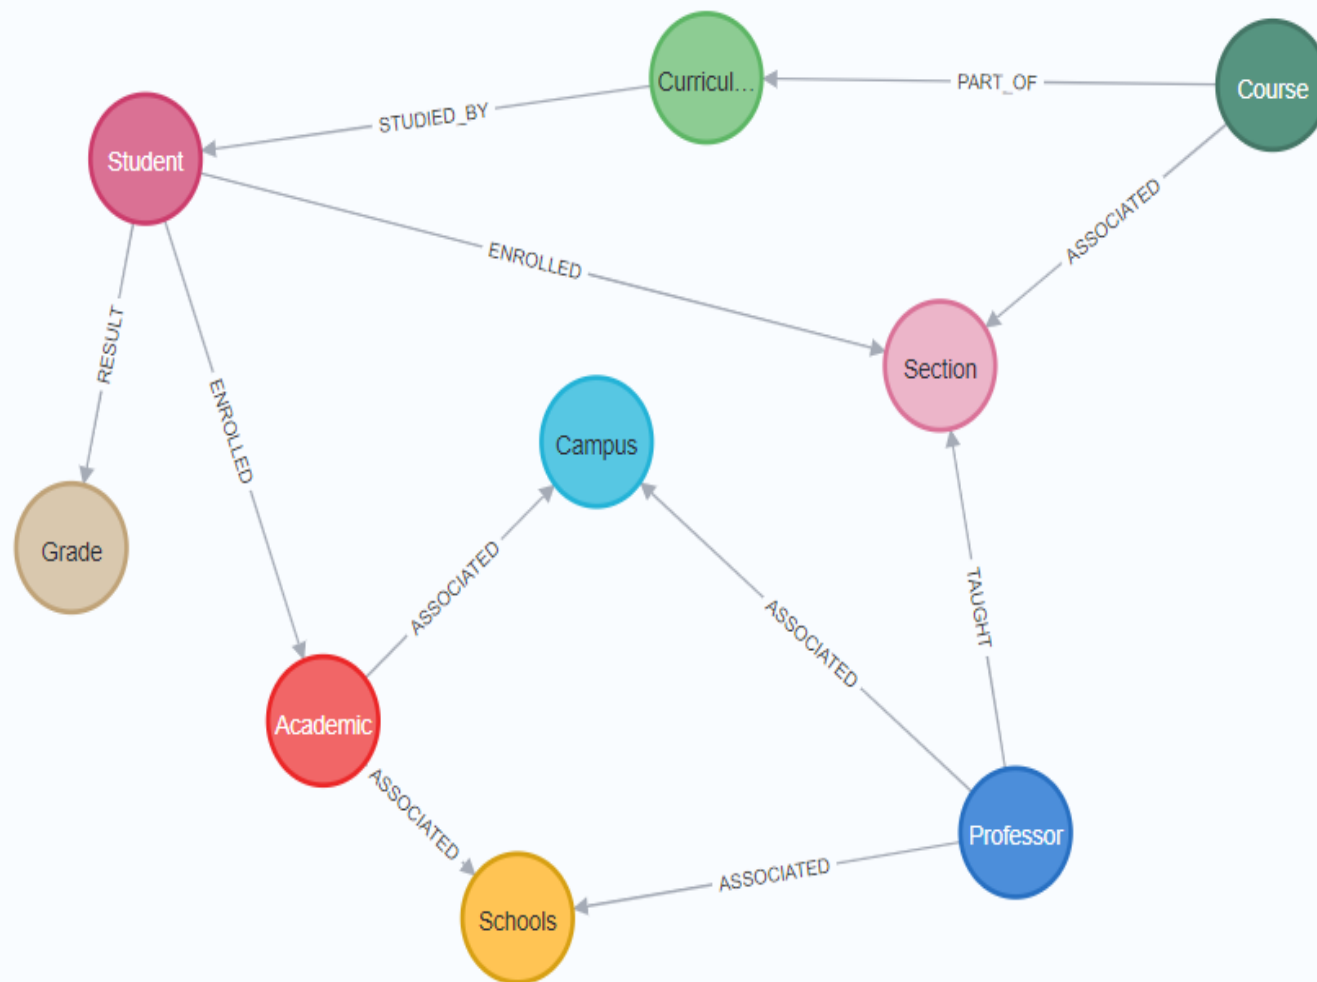 Curricul...
PART_OF
Course
STUDIED_BY
Student
ASSOCIATED
ENROLLED
RESULT
ENROLLED
Section
Campus
Grade
ASSOCIATED
ASSOCIATED
TAUGHT
Academic
ASSOCIATED
Professor
ASSOCIATED
Schools